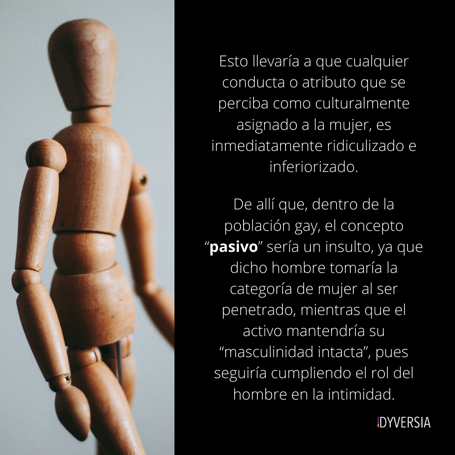 Esto llevaría a que cualquier
conducta o atributo que se
perciba como culturalmente
asignado a la mujer, es
inmediatamente ridiculizado e
inferiorizado.
De allí que, dentro de la
población gay, el concepto
“pasivo” sería un insulto, ya que
dicho hombre tomaría la
categoría de mujer al ser
penetrado, mientras que el
activo mantendría su
“masculinidad intacta”, pues
seguiría cumpliendo el rol del
hombre en la intimidad.
IDYVERSIA